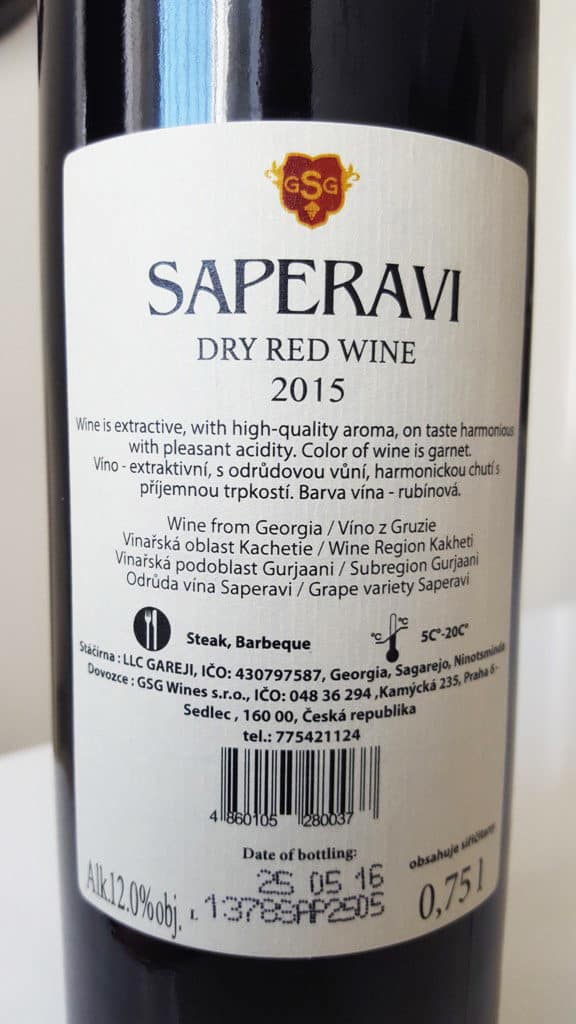 GSG
SAPERAVI
DRY RED WINE
2015
Wine is extractive, with high-quality aroma, on taste harmonious
with pleasant acidity. Color of wine is garnet.
Víno - extraktivní, s odrůdovou vůní, harmonickou chutí s
příjemnou trpkostí. Barva vína - rubínová.
Wine from Georgia / Víno z Gruzie
Vinařská oblast Kachetie / Wine Region Kakheti
Vinařská podoblast Gurjaani / Subregion Gurjaani
Odrůda vína Saperavi / Grape variety Saperavi
Steak, Barbeque
°C °C 5C°-20C°
Stáčírna : LLC GAREJI, IČO: 430797587, Georgia, Sagarejo, Ninotsminda
Dovozce : GSG Wines s.r.o., IČO: 048 36 294 ,Kamýcká 235, Praha 6 -
Sedlec , 160 00, Česká republika
tel.: 775421124
4 860105 280037
Date of bottling:
25 05 16
L 1378SAP2505
Alk.12.0%obj.
obsahuje siřičitany
0,75 l